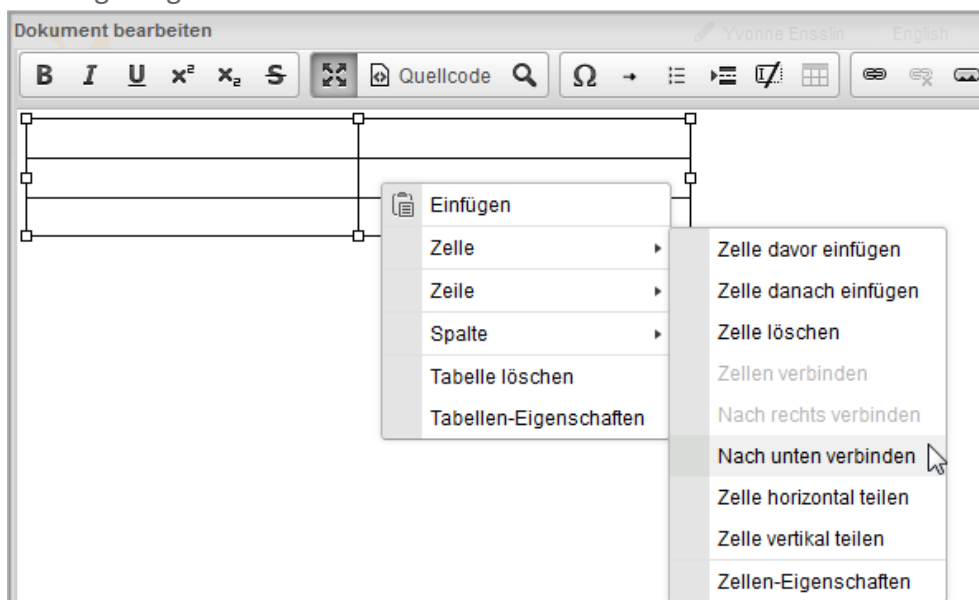 Dokument bearbeiten Yvonne Ensslin English
B I U x² x₂ S Quellcode Ω
Einfügen
Zelle
Zeile
Spalte
Tabelle löschen
Tabellen-Eigenschaften
Zelle davor einfügen
Zelle danach einfügen
Zelle löschen
Zellen verbinden
Nach rechts verbinden
Nach unten verbinden
Zelle horizontal teilen
Zelle vertikal teilen
Zellen-Eigenschaften